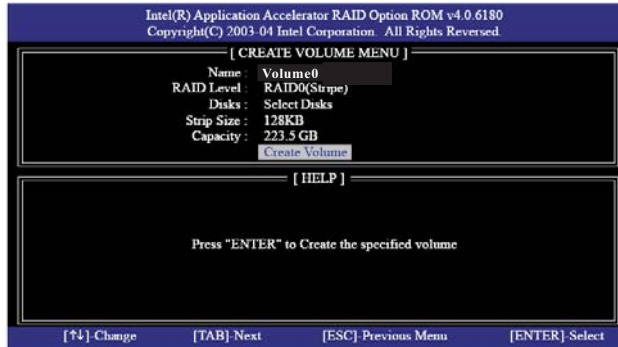 Intel(R) Application Accelerator RAID Option ROM v4.0.6180
Copyright(C) 2003-04 Intel Corporation. All Rights Reserved.
[ CREATE VOLUME MENU ]
Name : Volume0
RAID Level : RAID0(Stripe)
Disks : Select Disks
Strip Size : 128KB
Capacity : 223.5 GB
Create Volume
[ HELP ]
Press "ENTER" to Create the specified volume
[↑↓]-Change [TAB]-Next [ESC]-Previous Menu [ENTER]-Select